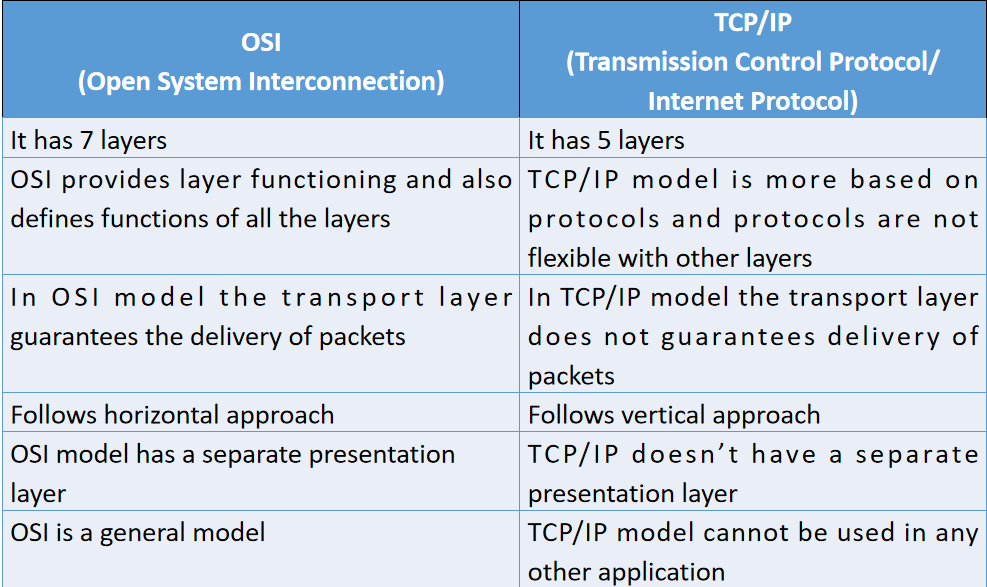 OSI
(Open System Interconnection)
TCP/IP
(Transmission Control Protocol/
Internet Protocol)
It has 7 layers
It has 5 layers
OSI provides layer functioning and also
defines functions of all the layers
TCP/IP model is more based on
protocols and protocols are not
flexible with other layers
In OSI model the transport layer
guarantees the delivery of packets
In TCP/IP model the transport layer
does not guarantees delivery of
packets
Follows horizontal approach
Follows vertical approach
OSI model has a separate presentation
layer
TCP/IP doesn’t have a separate
presentation layer
OSI is a general model
TCP/IP model cannot be used in any
other application